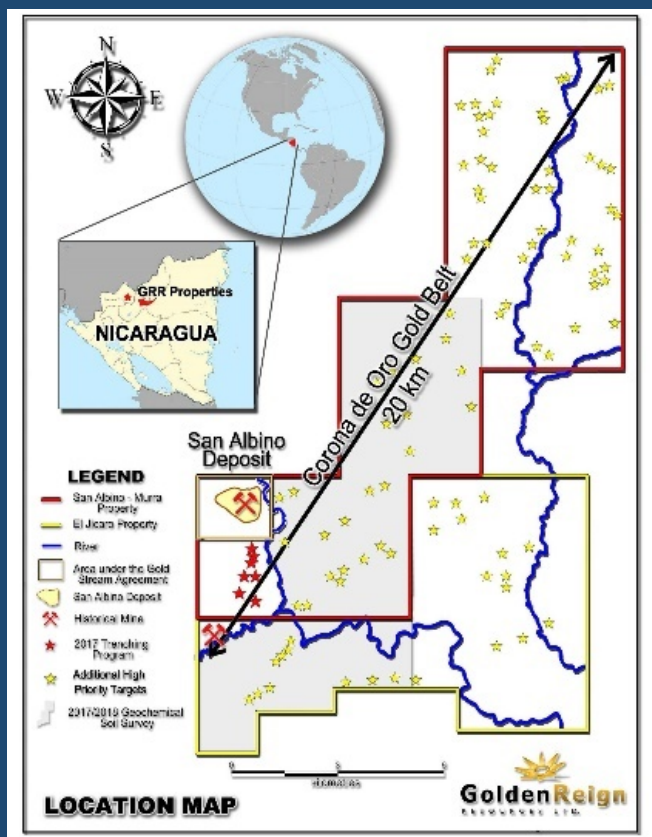 N
W E
S
GRR Properties
NICARAGUA
Corona de Oro Gold Belt
20 km
San Albino
Deposit
LEGEND
San Albino - Murra
Property
El Jicaro Property
River
Area under the Gold
Stream Agreement
San Albino Deposit
Historical Mine
2017 Trenching
Program
Additional High
Priority Targets
2017/2018 Geochemical
Soil Survey
LOCATION MAP
GoldenReign
RESOURCES LTD.